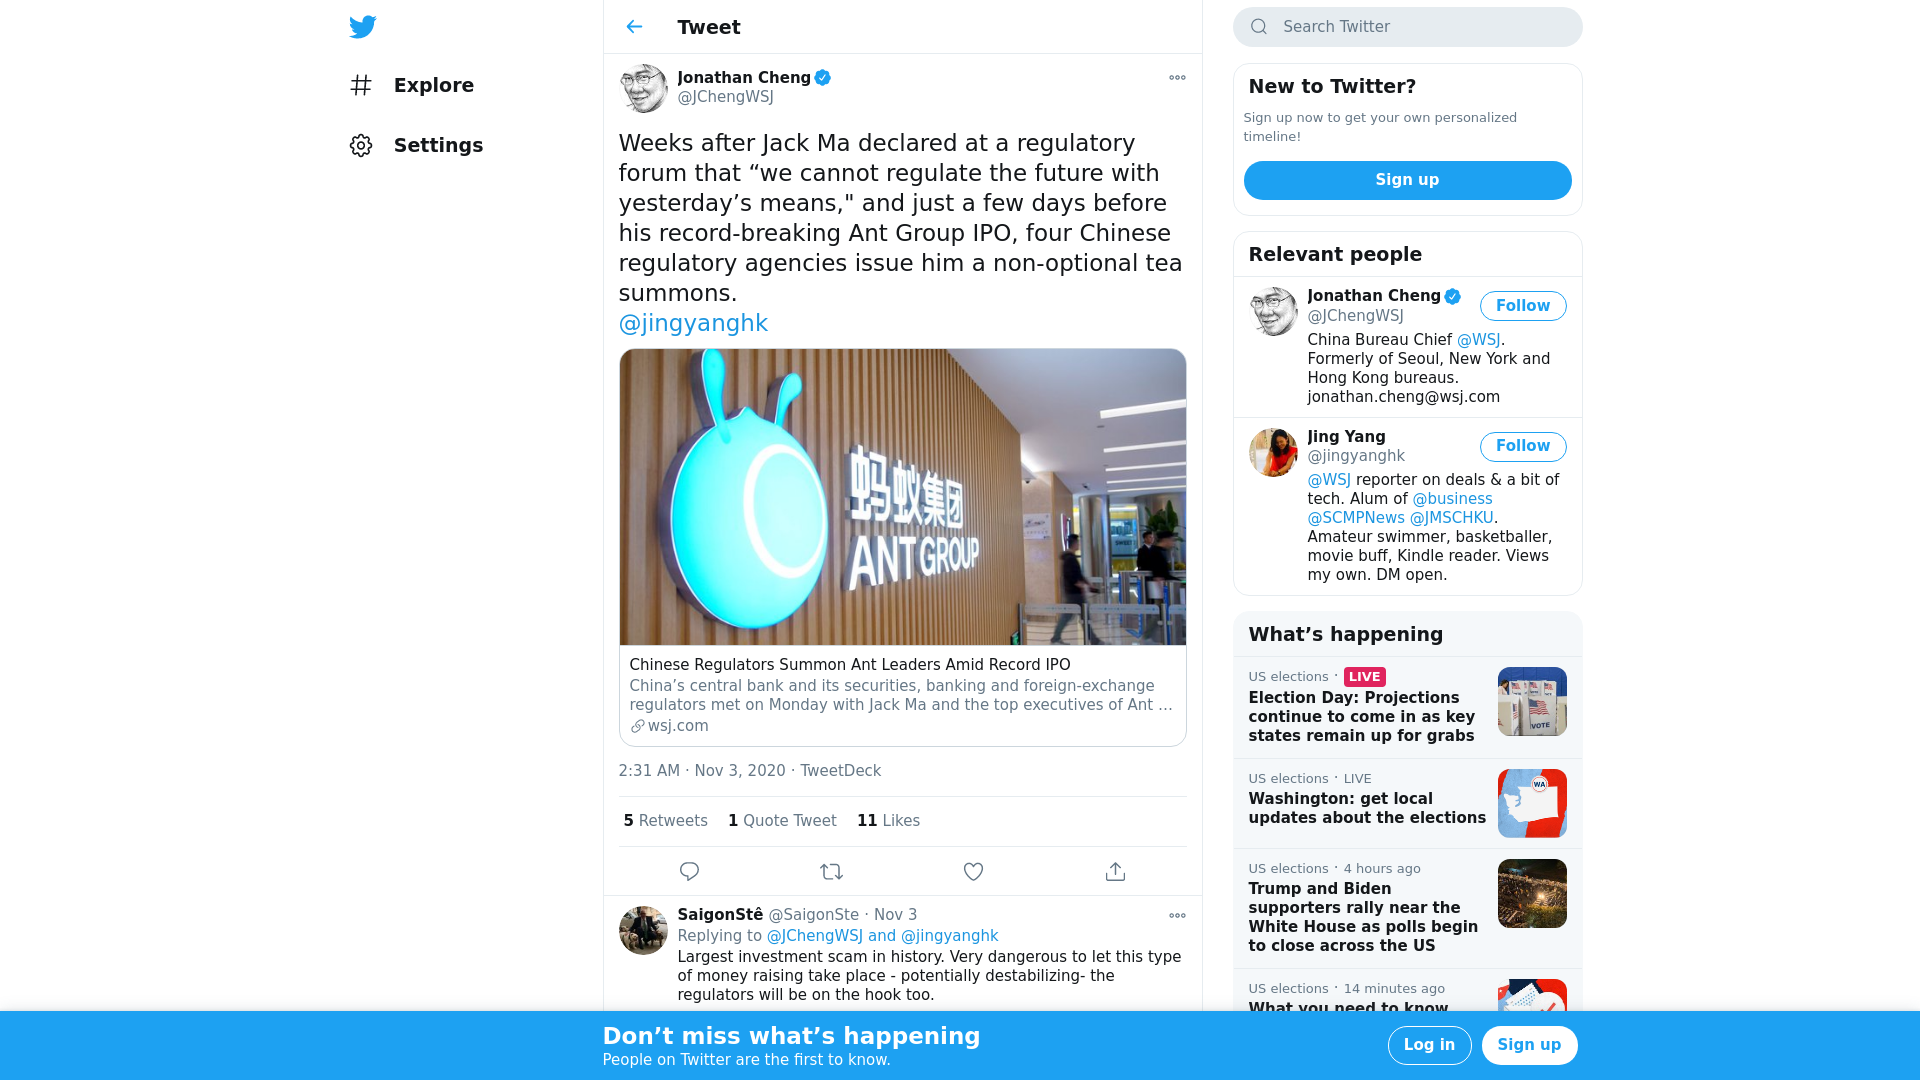 Explore
Settings
Tweet
Jonathan Cheng
@JChengWSJ
Weeks after Jack Ma declared at a regulatory
forum that “we cannot regulate the future with
yesterday’s means," and just a few days before
his record-breaking Ant Group IPO, four Chinese
regulatory agencies issue him a non-optional tea
summons.
@jingyanghk
蚂蚁集团
ANT GROUP
Chinese Regulators Summon Ant Leaders Amid Record IPO
China’s central bank and its securities, banking and foreign-exchange
regulators met on Monday with Jack Ma and the top executives of Ant ...
wsj.com
2:31 AM · Nov 3, 2020 · TweetDeck
5 Retweets 1 Quote Tweet 11 Likes
SaigonStê @SaigonSte · Nov 3
Replying to @JChengWSJ and @jingyanghk
Largest investment scam in history. Very dangerous to let this type
of money raising take place - potentially destabilizing- the
regulators will be on the hook too.
Search Twitter
New to Twitter?
Sign up now to get your own personalized
timeline!
Sign up
Relevant people
Jonathan Cheng
@JChengWSJ
Follow
China Bureau Chief @WSJ.
Formerly of Seoul, New York and
Hong Kong bureaus.
jonathan.cheng@wsj.com
Jing Yang
@jingyanghk
Follow
@WSJ reporter on deals & a bit of
tech. Alum of @business
@SCMPNews @JMSCHKU.
Amateur swimmer, basketballer,
movie buff, Kindle reader. Views
my own. DM open.
What’s happening
US elections · LIVE
Election Day: Projections
continue to come in as key
states remain up for grabs
VOTE
US elections · LIVE
Washington: get local
updates about the elections
WA
US elections · 4 hours ago
Trump and Biden
supporters rally near the
White House as polls begin
to close across the US
US elections · 14 minutes ago
What you need to know
Don’t miss what’s happening
People on Twitter are the first to know.
Log in
Sign up